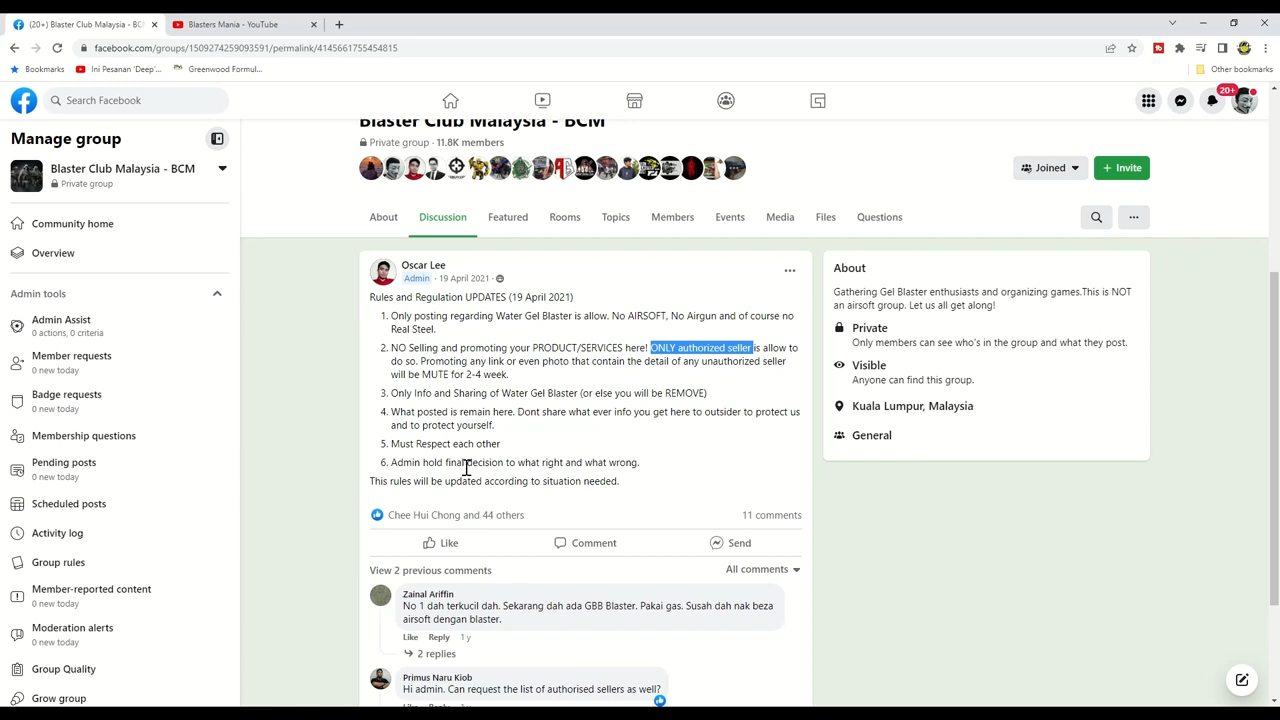 (20+) Blaster Club Malaysia - BC
Blasters Mania - YouTube
facebook.com/groups/1509274259093591/permalink/4145661755454815
Bookmarks
Ini Pesanan 'Deep'...
Greenwood Formul...
Other bookmarks
Search Facebook
20+
Manage group
Blaster Club Malaysia - BCM
Private group
Community home
Overview
Admin tools
Admin Assist
0 actions, 0 criteria
Member requests
0 new today
Badge requests
0 new today
Membership questions
Pending posts
0 new today
Scheduled posts
Activity log
Group rules
Member-reported content
0 new today
Moderation alerts
0 new today
Group Quality
Grow group
Blaster Club Malaysia - BCM
Private group · 11.8K members
Joined
+ Invite
About
Discussion
Featured
Rooms
Topics
Members
Events
Media
Files
Questions
Oscar Lee
Admin · 19 April 2021 ·
Rules and Regulation UPDATES (19 April 2021)
1. Only posting regarding Water Gel Blaster is allow. No AIRSOFT, No Airgun and of course no
Real Steel.
2. NO Selling and promoting your PRODUCT/SERVICES here! ONLY authorized seller is allow to
do so. Promoting any link or even photo that contain the detail of any unauthorized seller
will be MUTE for 2-4 week.
3. Only Info and Sharing of Water Gel Blaster (or else you will be REMOVE)
4. What posted is remain here. Dont share what ever info you get here to outsider to protect us
and to protect yourself.
5. Must Respect each other
6. Admin hold final decision to what right and what wrong.
This rules will be updated according to situation needed.
Chee Hui Chong and 44 others
11 comments
Like
Comment
Send
View 2 previous comments
All comments
Zainal Ariffin
No 1 dah terkucil dah. Sekarang dah ada GBB Blaster. Pakai gas. Susah dah nak beza
airsoft dengan blaster.
Like Reply 1 y
2 replies
Primus Naru Kiob
Hi admin. Can request the list of authorised sellers as well?
About
Gathering Gel Blaster enthusiasts and organizing games.This is NOT
an airsoft group. Let us all get along!
Private
Only members can see who's in the group and what they post.
Visible
Anyone can find this group.
Kuala Lumpur, Malaysia
General